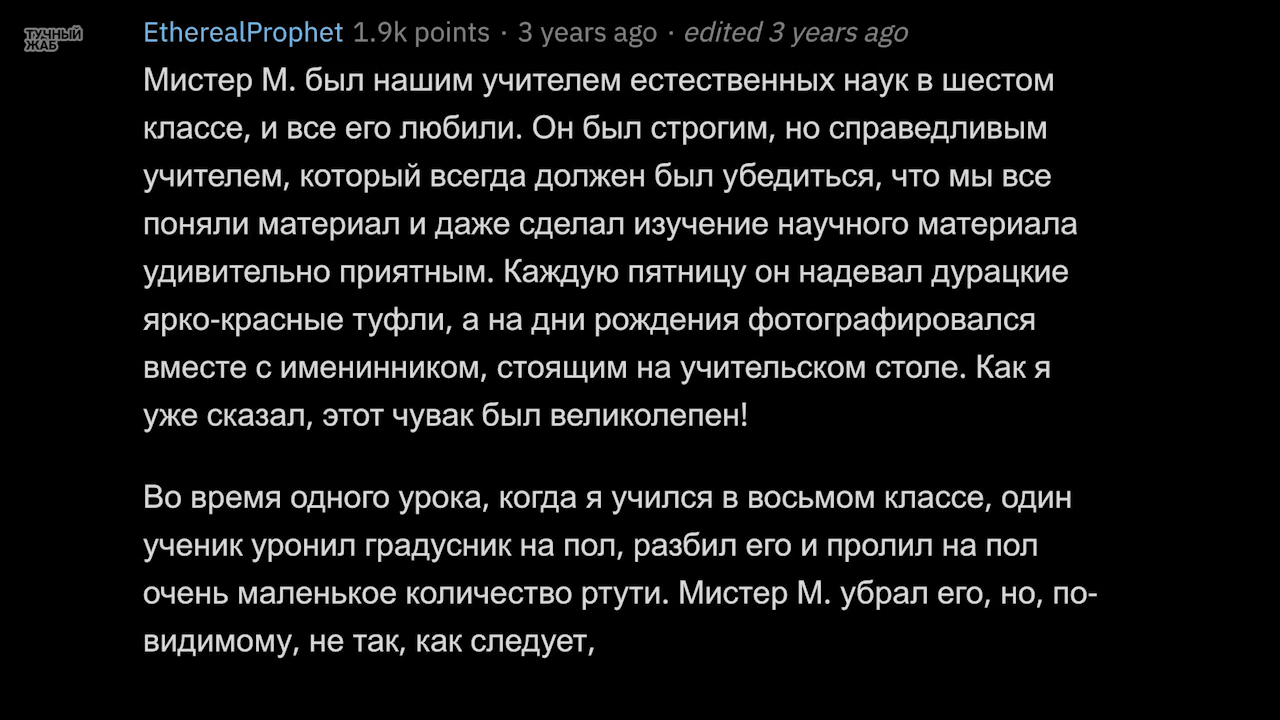 ТУЧНЫЙ
ЖАБ
EtherealProphet 1.9k points · 3 years ago · edited 3 years ago
Мистер М. был нашим учителем естественных наук в шестом
классе, и все его любили. Он был строгим, но справедливым
учителем, который всегда должен был убедиться, что мы все
поняли материал и даже сделал изучение научного материала
удивительно приятным. Каждую пятницу он надевал дурацкие
ярко-красные туфли, а на дни рождения фотографировался
вместе с именинником, стоящим на учительском столе. Как я
уже сказал, этот чувак был великолепен!
Во время одного урока, когда я учился в восьмом классе, один
ученик уронил градусник на пол, разбил его и пролил на пол
очень маленькое количество ртути. Мистер М. убрал его, но, по-
видимому, не так, как следует,